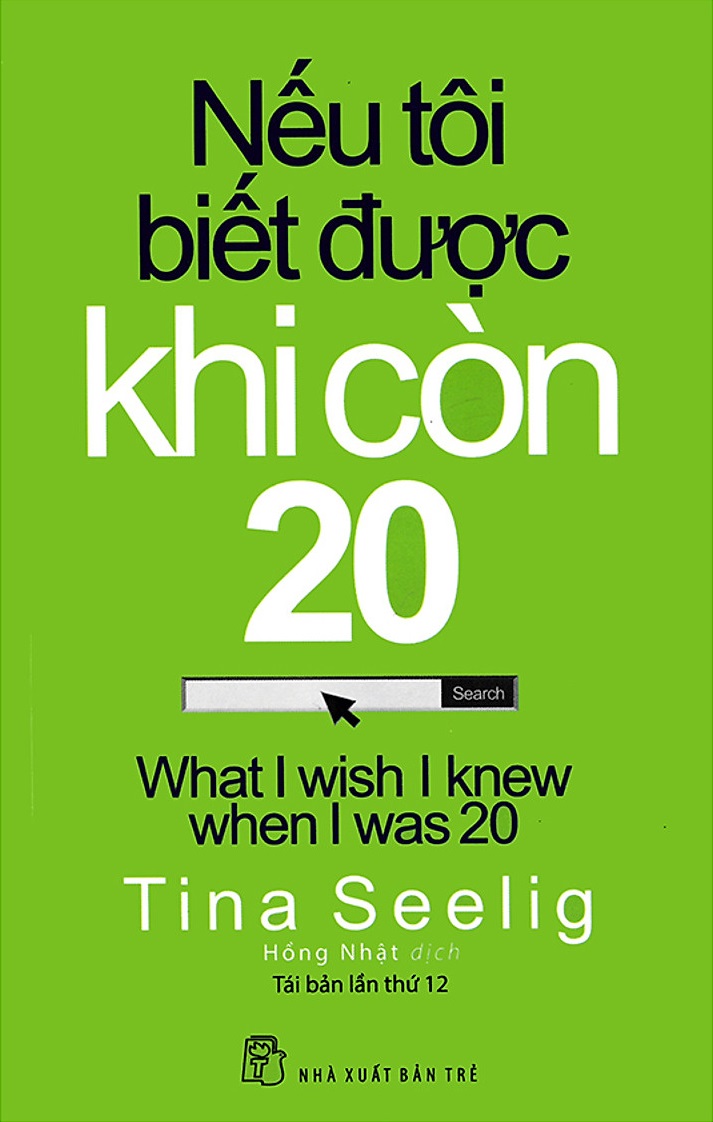 Nếu tôi
biết được
khi còn
20
Search
What I wish I knew
when I was 20
Tina Seelig
Hồng Nhật dịch
Tái bản lần thứ 12
NHÀ XUẤT BẢN TRẺ